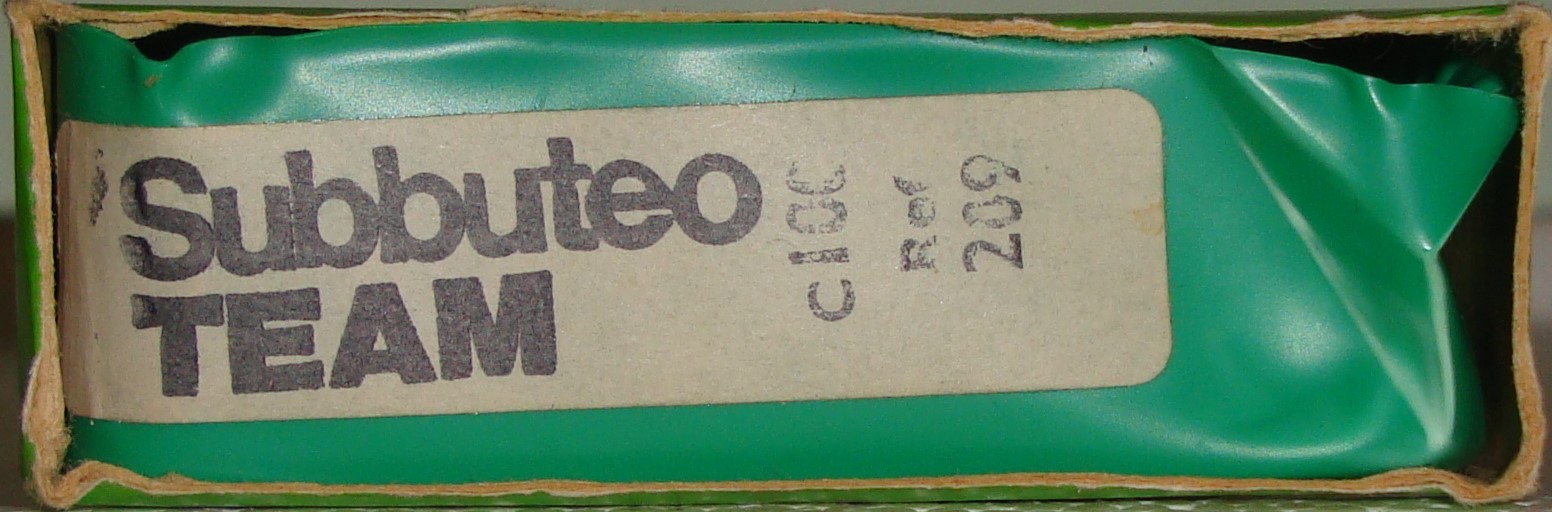 Subbuteo
TEAM
C100
Ref
209